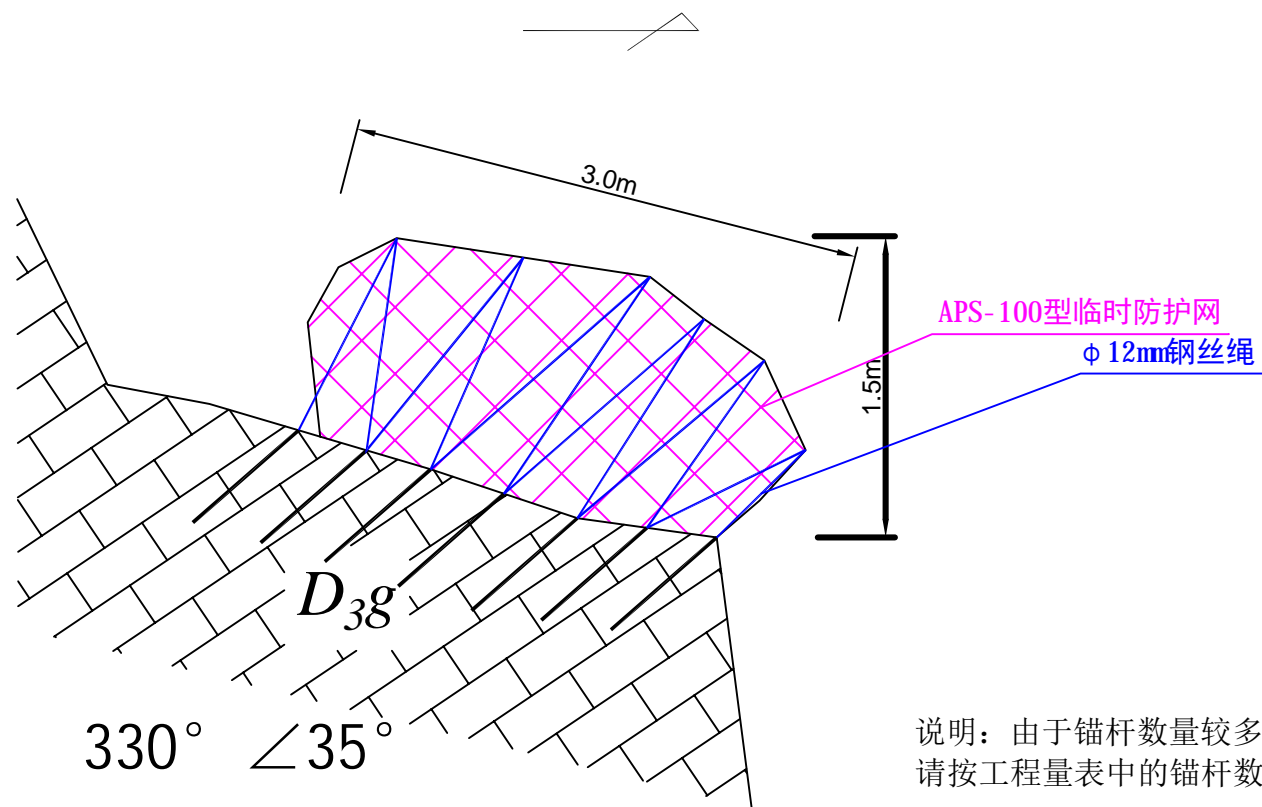 3.0m
APS-100型临时防护网
φ12mm钢丝绳
1.5m
D₃g
330° ∠35°
说明：由于锚杆数量较多
请按工程量表中的锚杆数